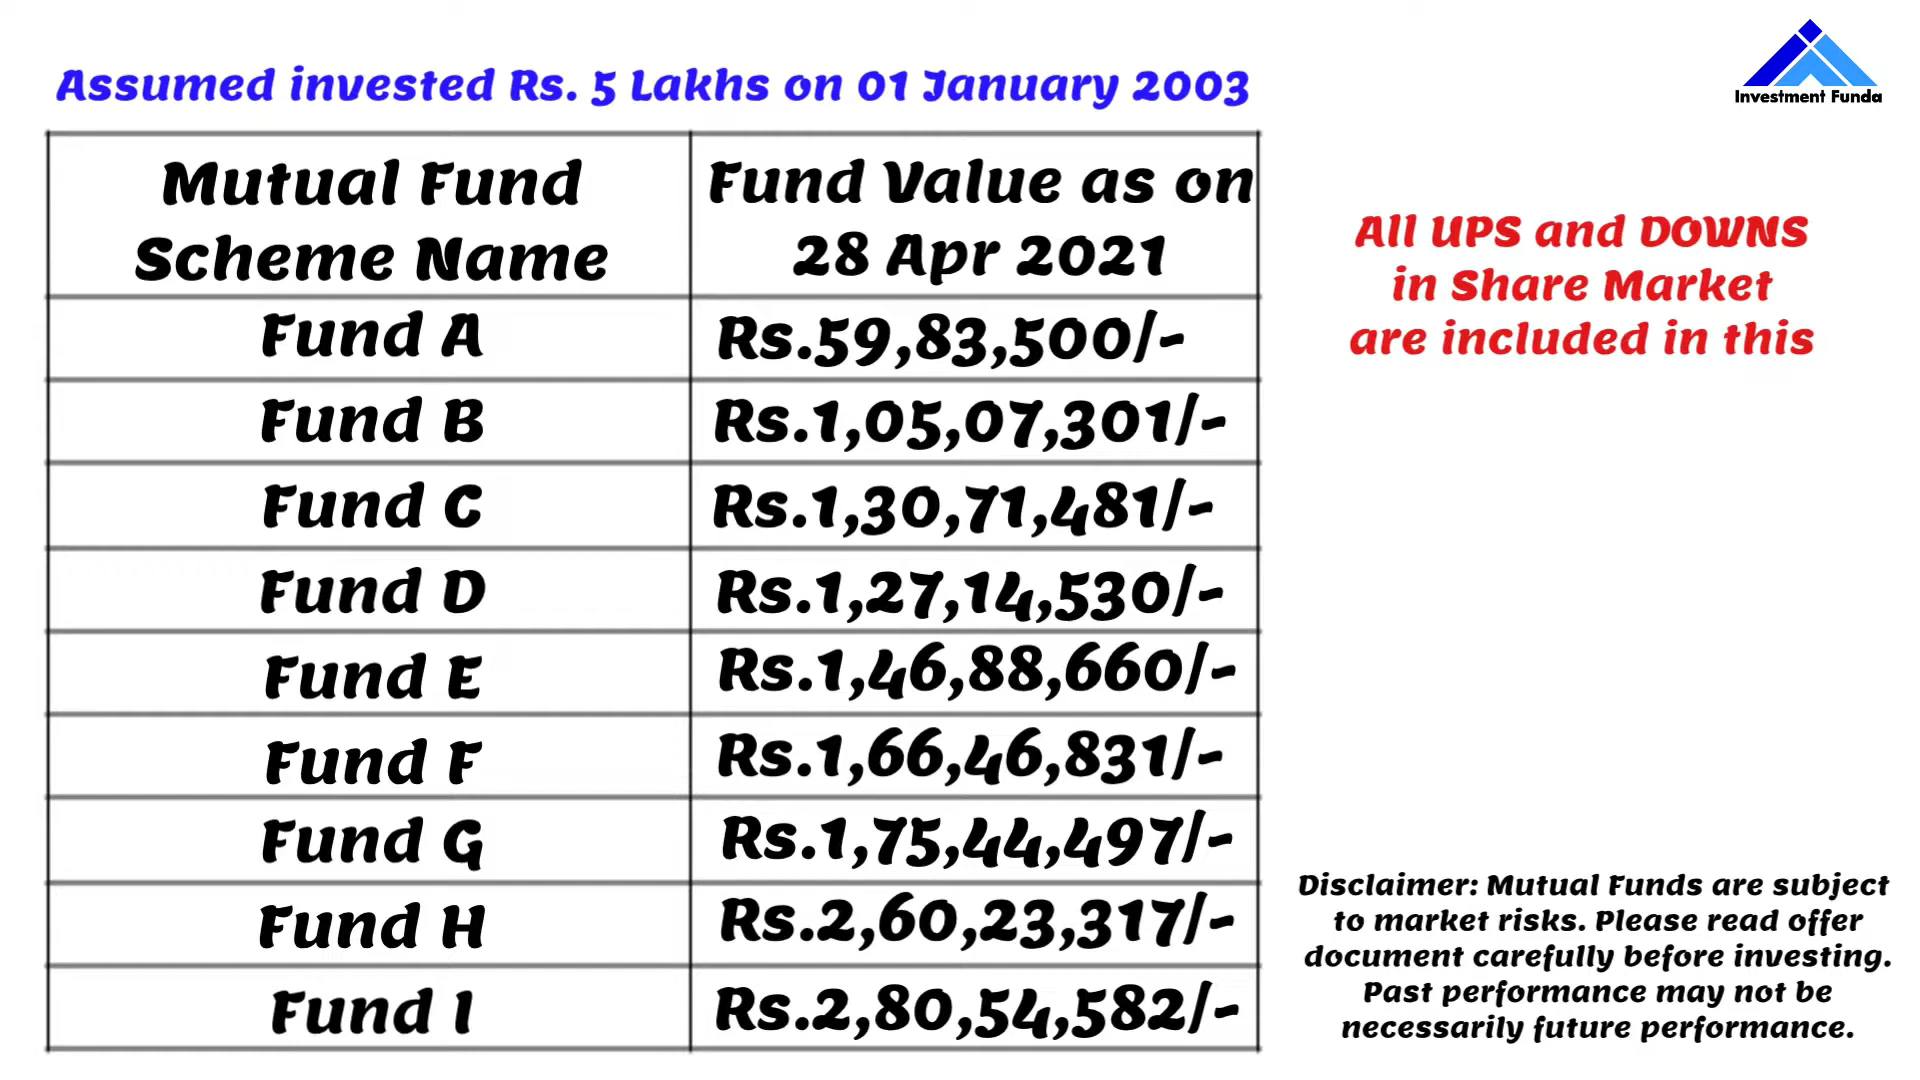 Assumed invested Rs. 5 Lakhs on 01 January 2003
Investment Funda
Mutual Fund
Scheme Name
Fund Value as on
28 Apr 2021
Fund A
Rs.59,83,500/-
Fund B
Rs.1,05,07,301/-
Fund C
Rs.1,30,71,481/-
Fund D
Rs.1,27,14,530/-
Fund E
Rs.1,46,88,660/-
Fund F
Rs.1,66,46,831/-
Fund G
Rs.1,75,44,497/-
Fund H
Rs.2,60,23,317/-
Fund I
Rs.2,80,54,582/-
All UPS and DOWNS
in Share Market
are included in this
Disclaimer: Mutual Funds are subject
to market risks. Please read offer
document carefully before investing.
Past performance may not be
necessarily future performance.